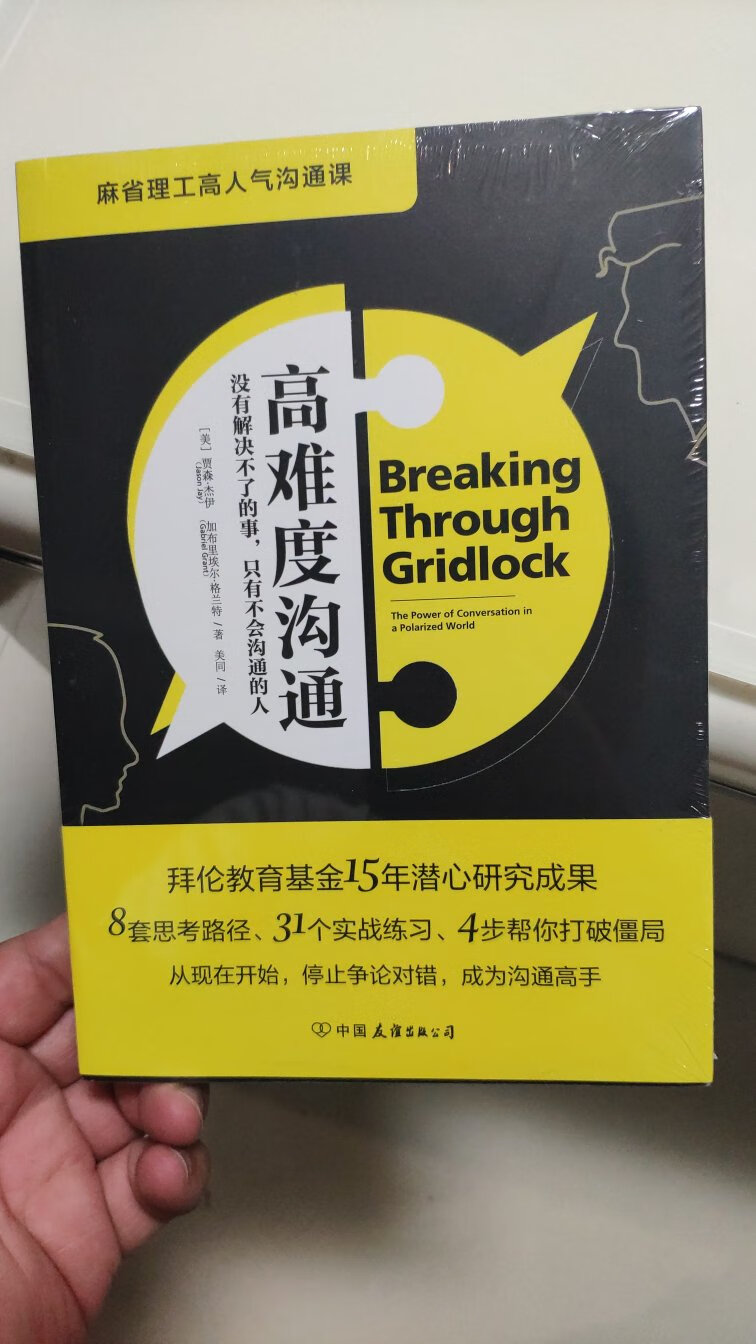 麻省理工高人气沟通课
高难度沟通
没有解决不了的事，只有不会沟通的人
［美］贾森·杰伊 加布里埃尔·格兰特 / 著 美同 / 译
（Jason Jay） （Gabriel Grant）
Breaking
Through
Gridlock
The Power of Conversation in
a Polarized World
拜伦教育基金15年潜心研究成果
8套思考路径、31个实战练习、4步帮你打破僵局
从现在开始，停止争论对错，成为沟通高手
中国友谊出版公司